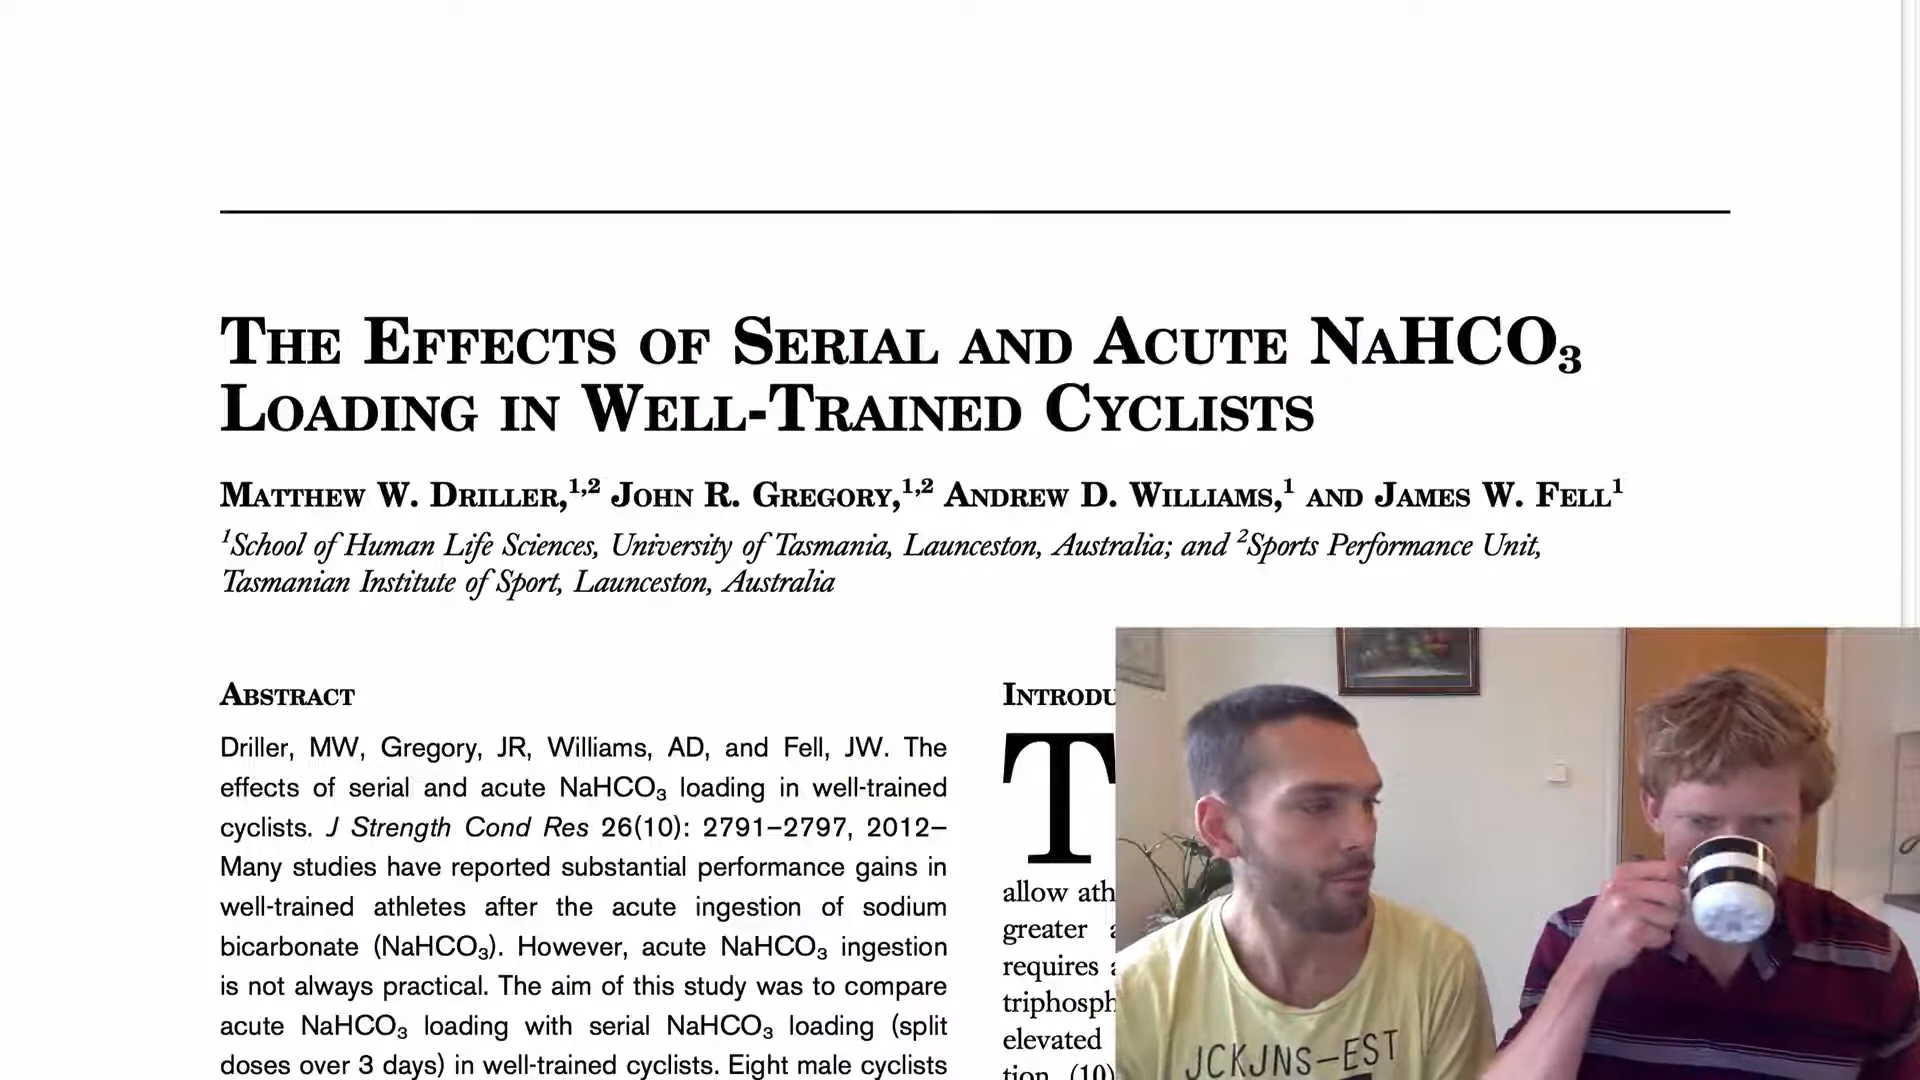 The Effects of Serial and Acute NaHCO₃
Loading in Well-Trained Cyclists
Matthew W. Driller,¹,² John R. Gregory,¹,² Andrew D. Williams,¹ and James W. Fell¹
¹School of Human Life Sciences, University of Tasmania, Launceston, Australia; and ²Sports Performance Unit,
Tasmanian Institute of Sport, Launceston, Australia
Abstract
Driller, MW, Gregory, JR, Williams, AD, and Fell, JW. The
effects of serial and acute NaHCO₃ loading in well-trained
cyclists. J Strength Cond Res 26(10): 2791–2797, 2012—
Many studies have reported substantial performance gains in
well-trained athletes after the acute ingestion of sodium
bicarbonate (NaHCO₃). However, acute NaHCO₃ ingestion
is not always practical. The aim of this study was to compare
acute NaHCO₃ loading with serial NaHCO₃ loading (split
doses over 3 days) in well-trained cyclists. Eight male cyclists
Introdu
T
allow ath
greater
requires
triphosph
elevated
tion (10)
JCKJNS–EST